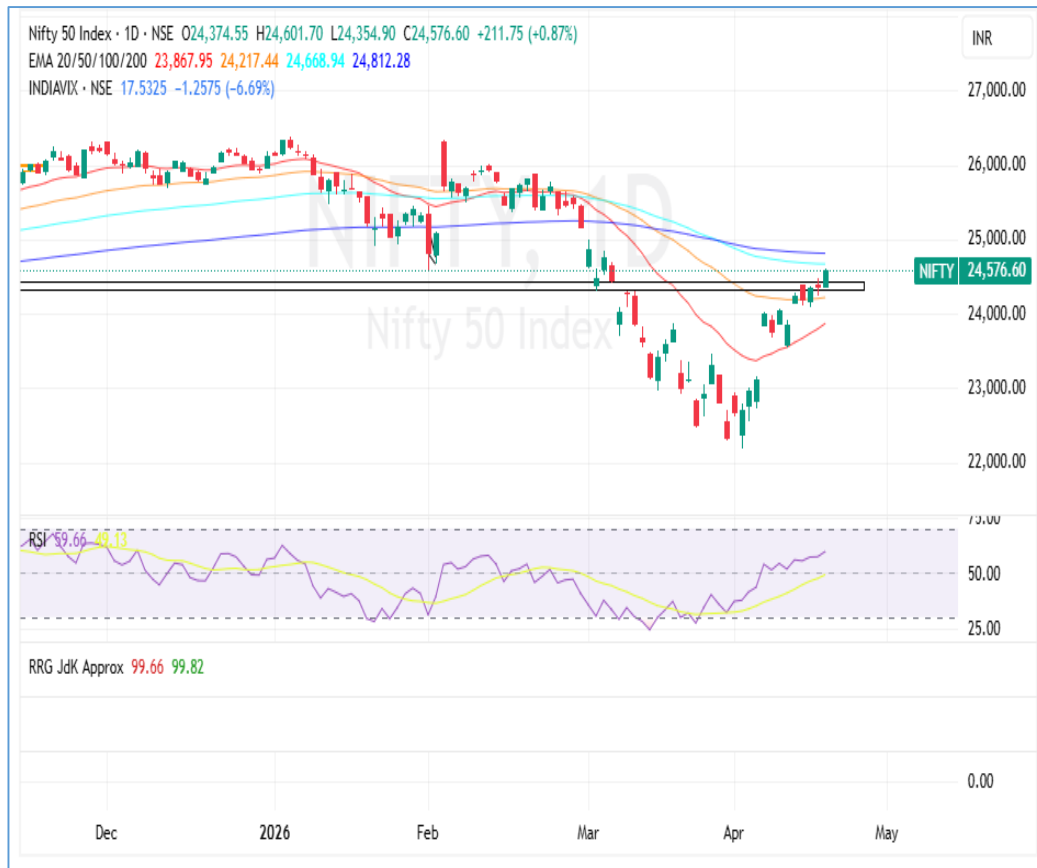 Nifty 50 Index · 1D · NSE O24,374.55 H24,601.70 L24,354.90 C24,576.60 +211.75 (+0.87%)
INR
EMA 20/50/100/200 23,867.95 24,217.44 24,668.94 24,812.28
INDIAVIX · NSE 17.5325 −1.2575 (−6.69%)
27,000.00
26,000.00
NIFTY, 1D
25,000.00
NIFTY 24,576.60
24,000.00
Nifty 50 Index
23,000.00
22,000.00
75.00
RSI 59.66 49.13
50.00
25.00
RRG JdK Approx 99.66 99.82
0.00
Dec 2026 Feb Mar Apr May